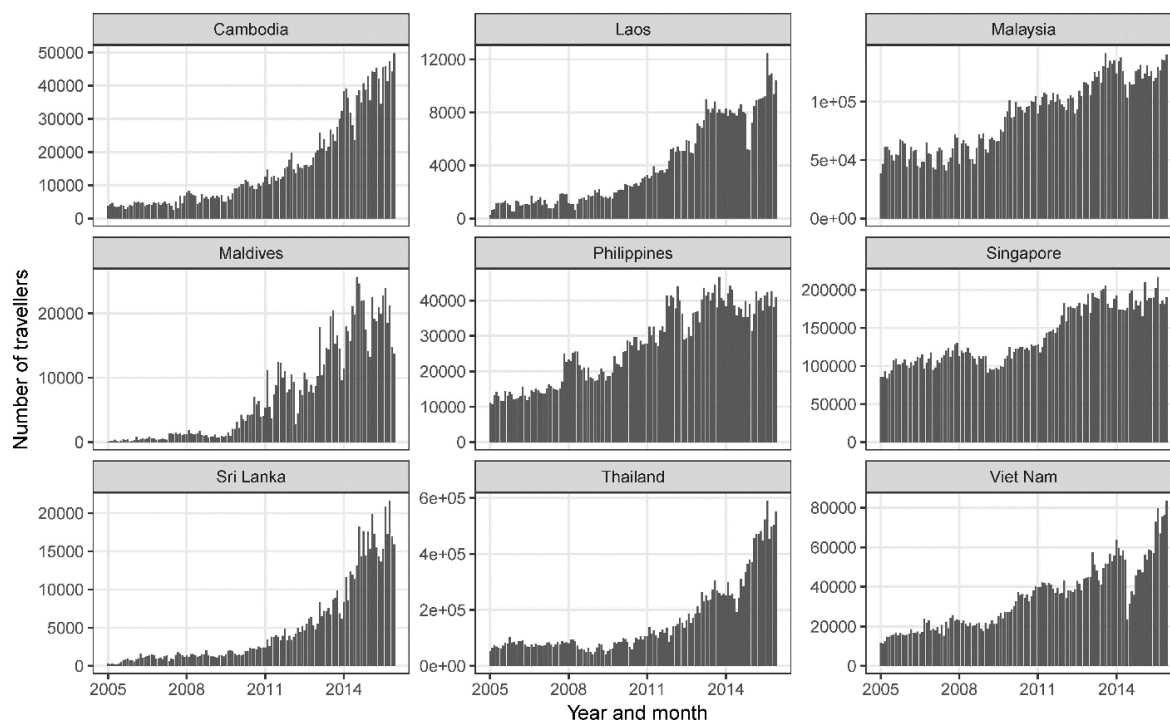 Cambodia
Laos
Malaysia
50000
40000
30000
20000
10000
0
12000
8000
4000
0
1e+05
5e+04
0e+00
Number of travellers
Maldives
Philippines
Singapore
20000
10000
0
40000
30000
20000
10000
0
200000
150000
100000
50000
0
Sri Lanka
Thailand
Viet Nam
20000
15000
10000
5000
0
6e+05
4e+05
2e+05
0e+00
80000
60000
40000
20000
0
2005 2008 2011 2014
2005 2008 2011 2014
2005 2008 2011 2014
Year and month